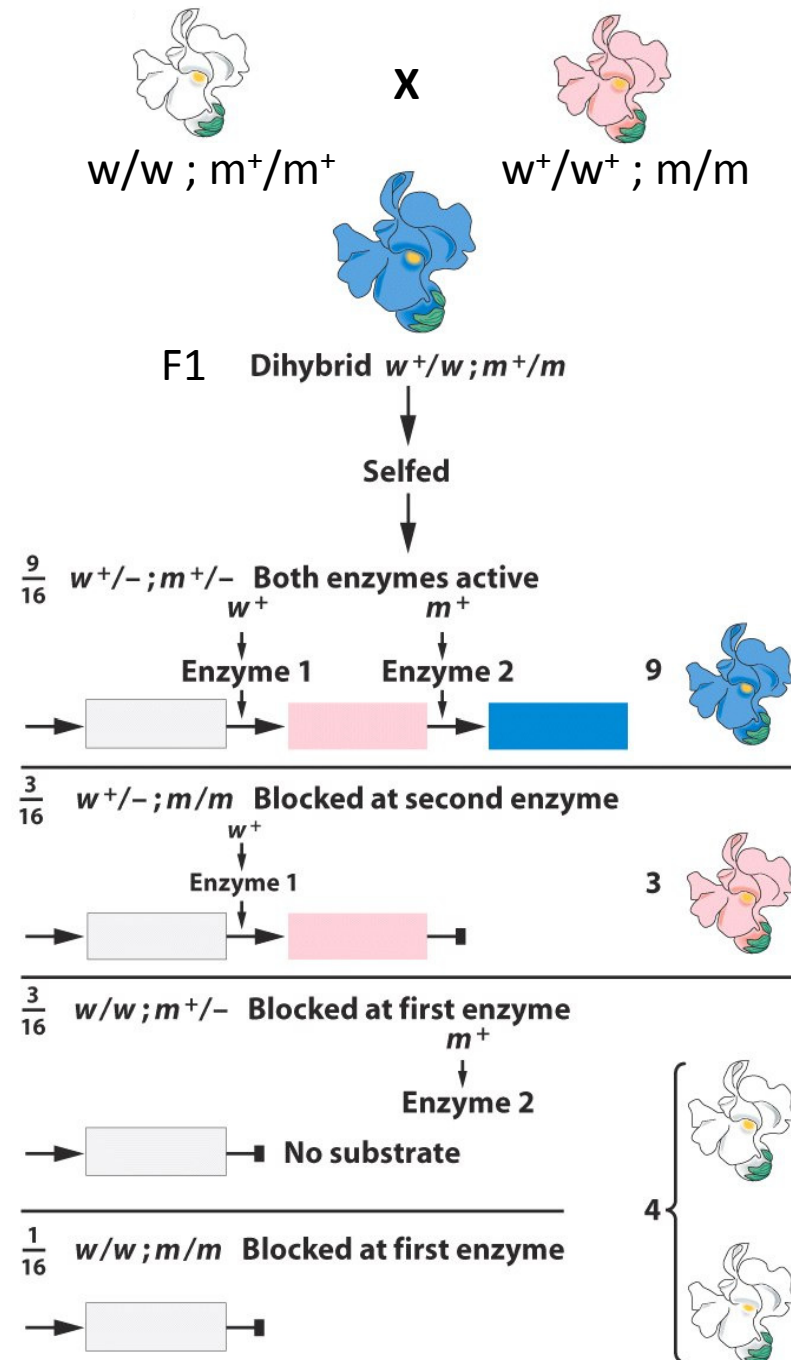 X
w/w ; m⁺/m⁺ w⁺/w⁺ ; m/m
F1 Dihybrid w⁺/w ; m⁺/m
Selfed
9/16 w⁺/– ; m⁺/– Both enzymes active
w⁺ m⁺
Enzyme 1 Enzyme 2 9
3/16 w⁺/– ; m/m Blocked at second enzyme
w⁺
Enzyme 1 3
3/16 w/w ; m⁺/– Blocked at first enzyme
m⁺
Enzyme 2
No substrate
4
1/16 w/w ; m/m Blocked at first enzyme